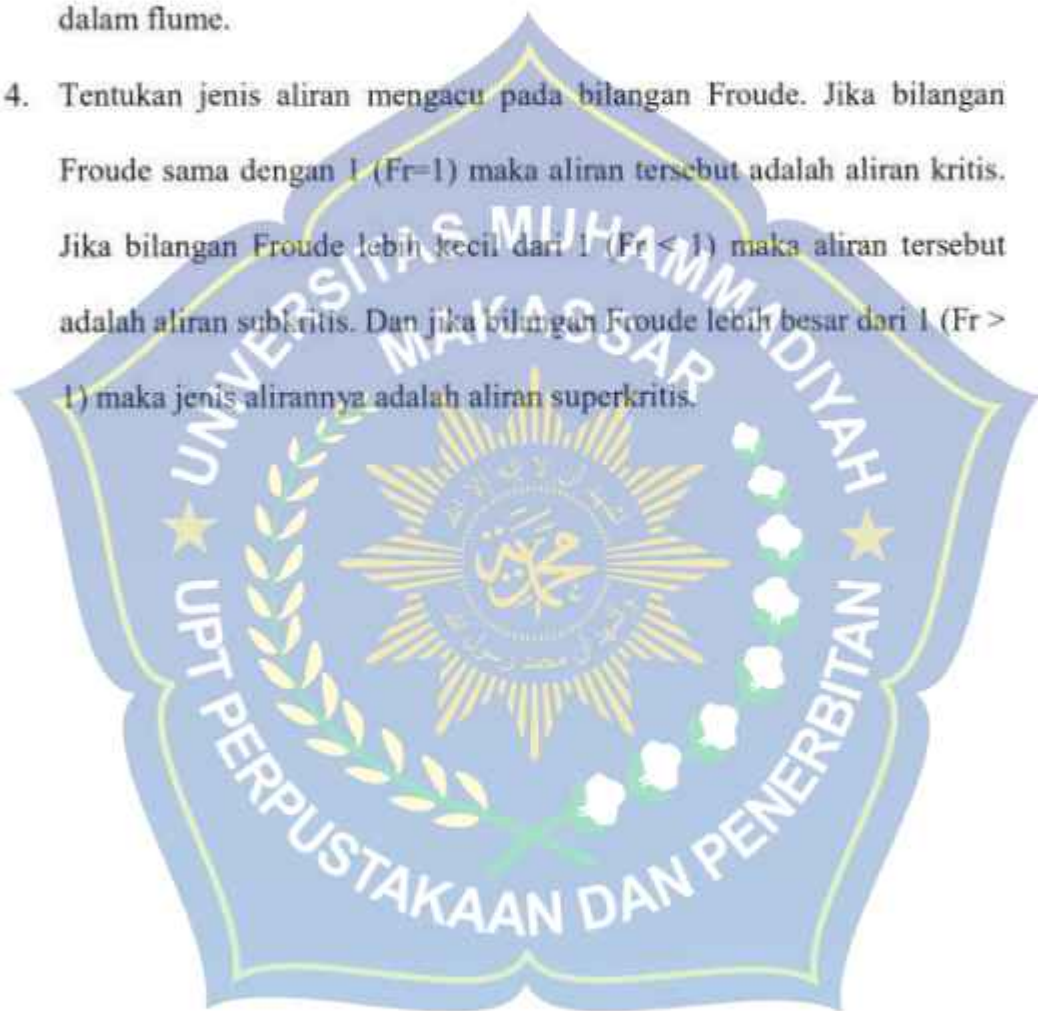 dalam flume.
4. Tentukan jenis aliran mengacu pada bilangan Froude. Jika bilangan
Froude sama dengan 1 (Fr=1) maka aliran tersebut adalah aliran kritis.
Jika bilangan Froude lebih kecil dari 1 (Fr < 1) maka aliran tersebut
adalah aliran subkritis. Dan jika bilangan Froude lebih besar dari 1 (Fr >
1) maka jenis alirannya adalah aliran superkritis.
UNIVERSITAS MUHAMMADIYAH
MAKASSAR
محمدية
UPT PERPUSTAKAAN DAN PENERBITAN